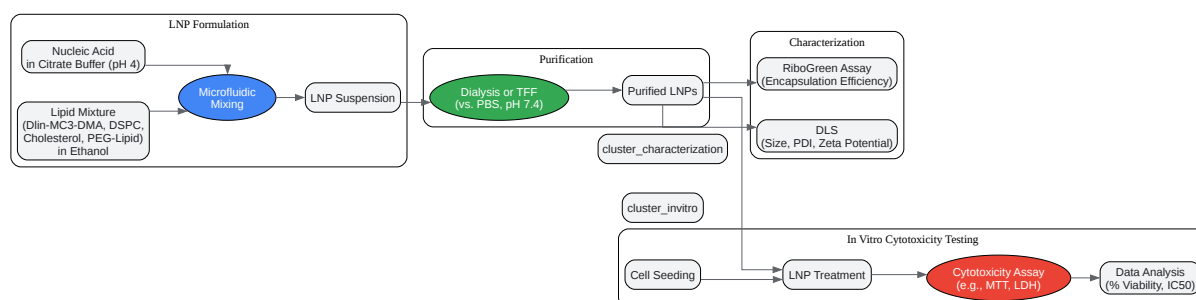 LNP Formulation
Nucleic Acid
in Citrate Buffer (pH 4)
Lipid Mixture
(Dlin-MC3-DMA, DSPC,
Cholesterol, PEG-Lipid)
in Ethanol
Microfluidic
Mixing
LNP Suspension
Purification
Dialysis or TFF
(vs. PBS, pH 7.4)
Purified LNPs
Characterization
RiboGreen Assay
(Encapsulation Efficiency)
DLS
(Size, PDI, Zeta Potential)
cluster_characterization
cluster_invitro
In Vitro Cytotoxicity Testing
Cell Seeding
LNP Treatment
Cytotoxicity Assay
(e.g., MTT, LDH)
Data Analysis
(% Viability, IC50)